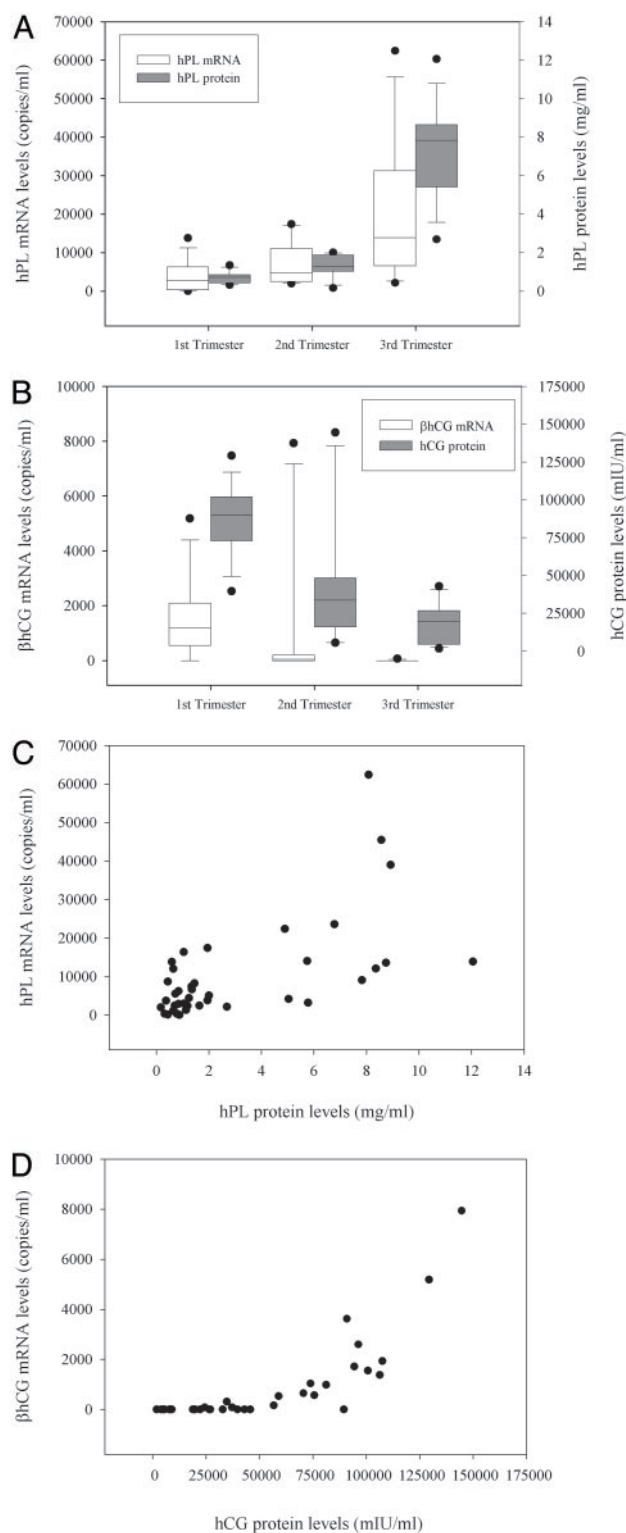 A
hPL mRNA levels (copies/ml)
70000
60000
50000
40000
30000
20000
10000
0
hPL mRNA
hPL protein
14
12
10
8
6
4
2
0
hPL protein levels (mg/ml)
1st Trimester 2nd Trimester 3rd Trimester
B
βhCG mRNA levels (copies/ml)
10000
8000
6000
4000
2000
0
βhCG mRNA
hCG protein
175000
150000
125000
100000
75000
50000
25000
0
hCG protein levels (mIU/ml)
1st Trimester 2nd Trimester 3rd Trimester
C
hPL mRNA levels (copies/ml)
70000
60000
50000
40000
30000
20000
10000
0
0 2 4 6 8 10 12 14
hPL protein levels (mg/ml)
D
βhCG mRNA levels (copies/ml)
10000
8000
6000
4000
2000
0
0 25000 50000 75000 100000 125000 150000 175000
hCG protein levels (mIU/ml)